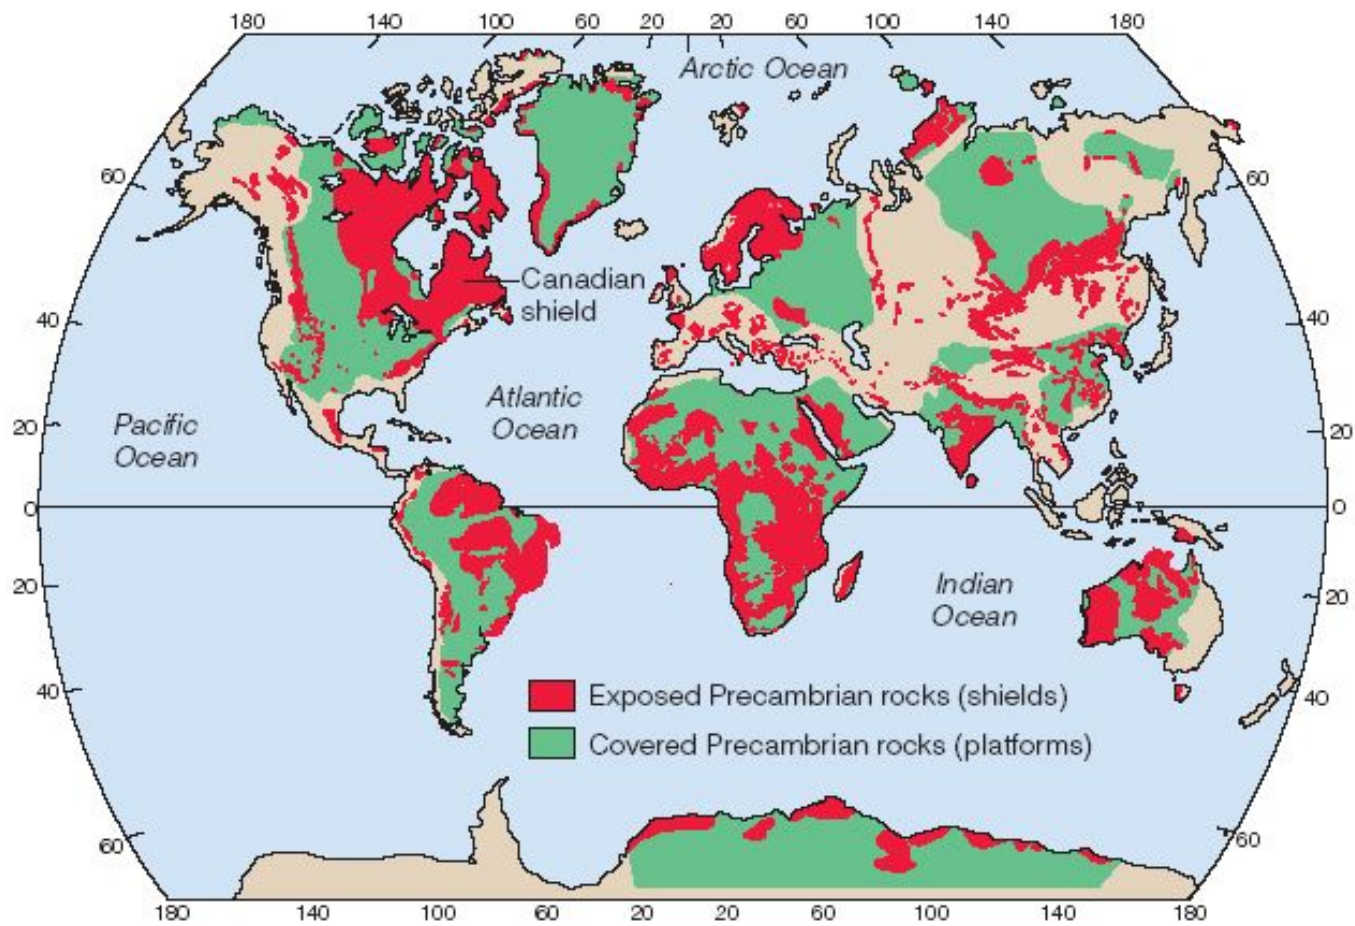 180 140 100 60 20 20 60 100 140 180
Arctic Ocean
60 60
Canadian
shield
40 40
Atlantic
Ocean
Pacific
Ocean
20 20
0 0
Indian
Ocean
20 20
40 40
Exposed Precambrian rocks (shields)
Covered Precambrian rocks (platforms)
60 60
180 140 100 60 20 20 60 100 140 180